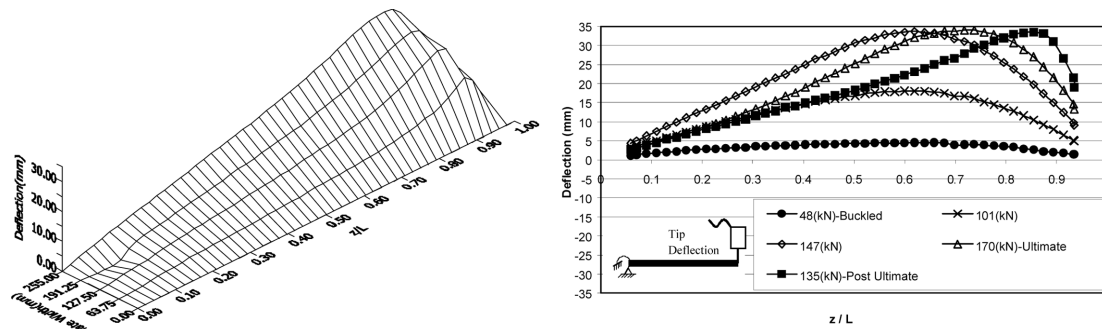 Deflection(mm)
30.00
20.00
10.00
0.00
255.00
191.25
127.50
63.75
0.00
ate Width(mm)
0.00
0.10
0.20
0.30
0.40
0.50
0.60
0.70
0.80
0.90
1.00
z/L
Deflection (mm)
35
30
25
20
15
10
5
0
-5
-10
-15
-20
-25
-30
-35
0 0.1 0.2 0.3 0.4 0.5 0.6 0.7 0.8 0.9 1
48(kN)-Buckled
101(kN)
147(kN)
170(kN)-Ultimate
135(kN)-Post Ultimate
Tip
Deflection
z / L